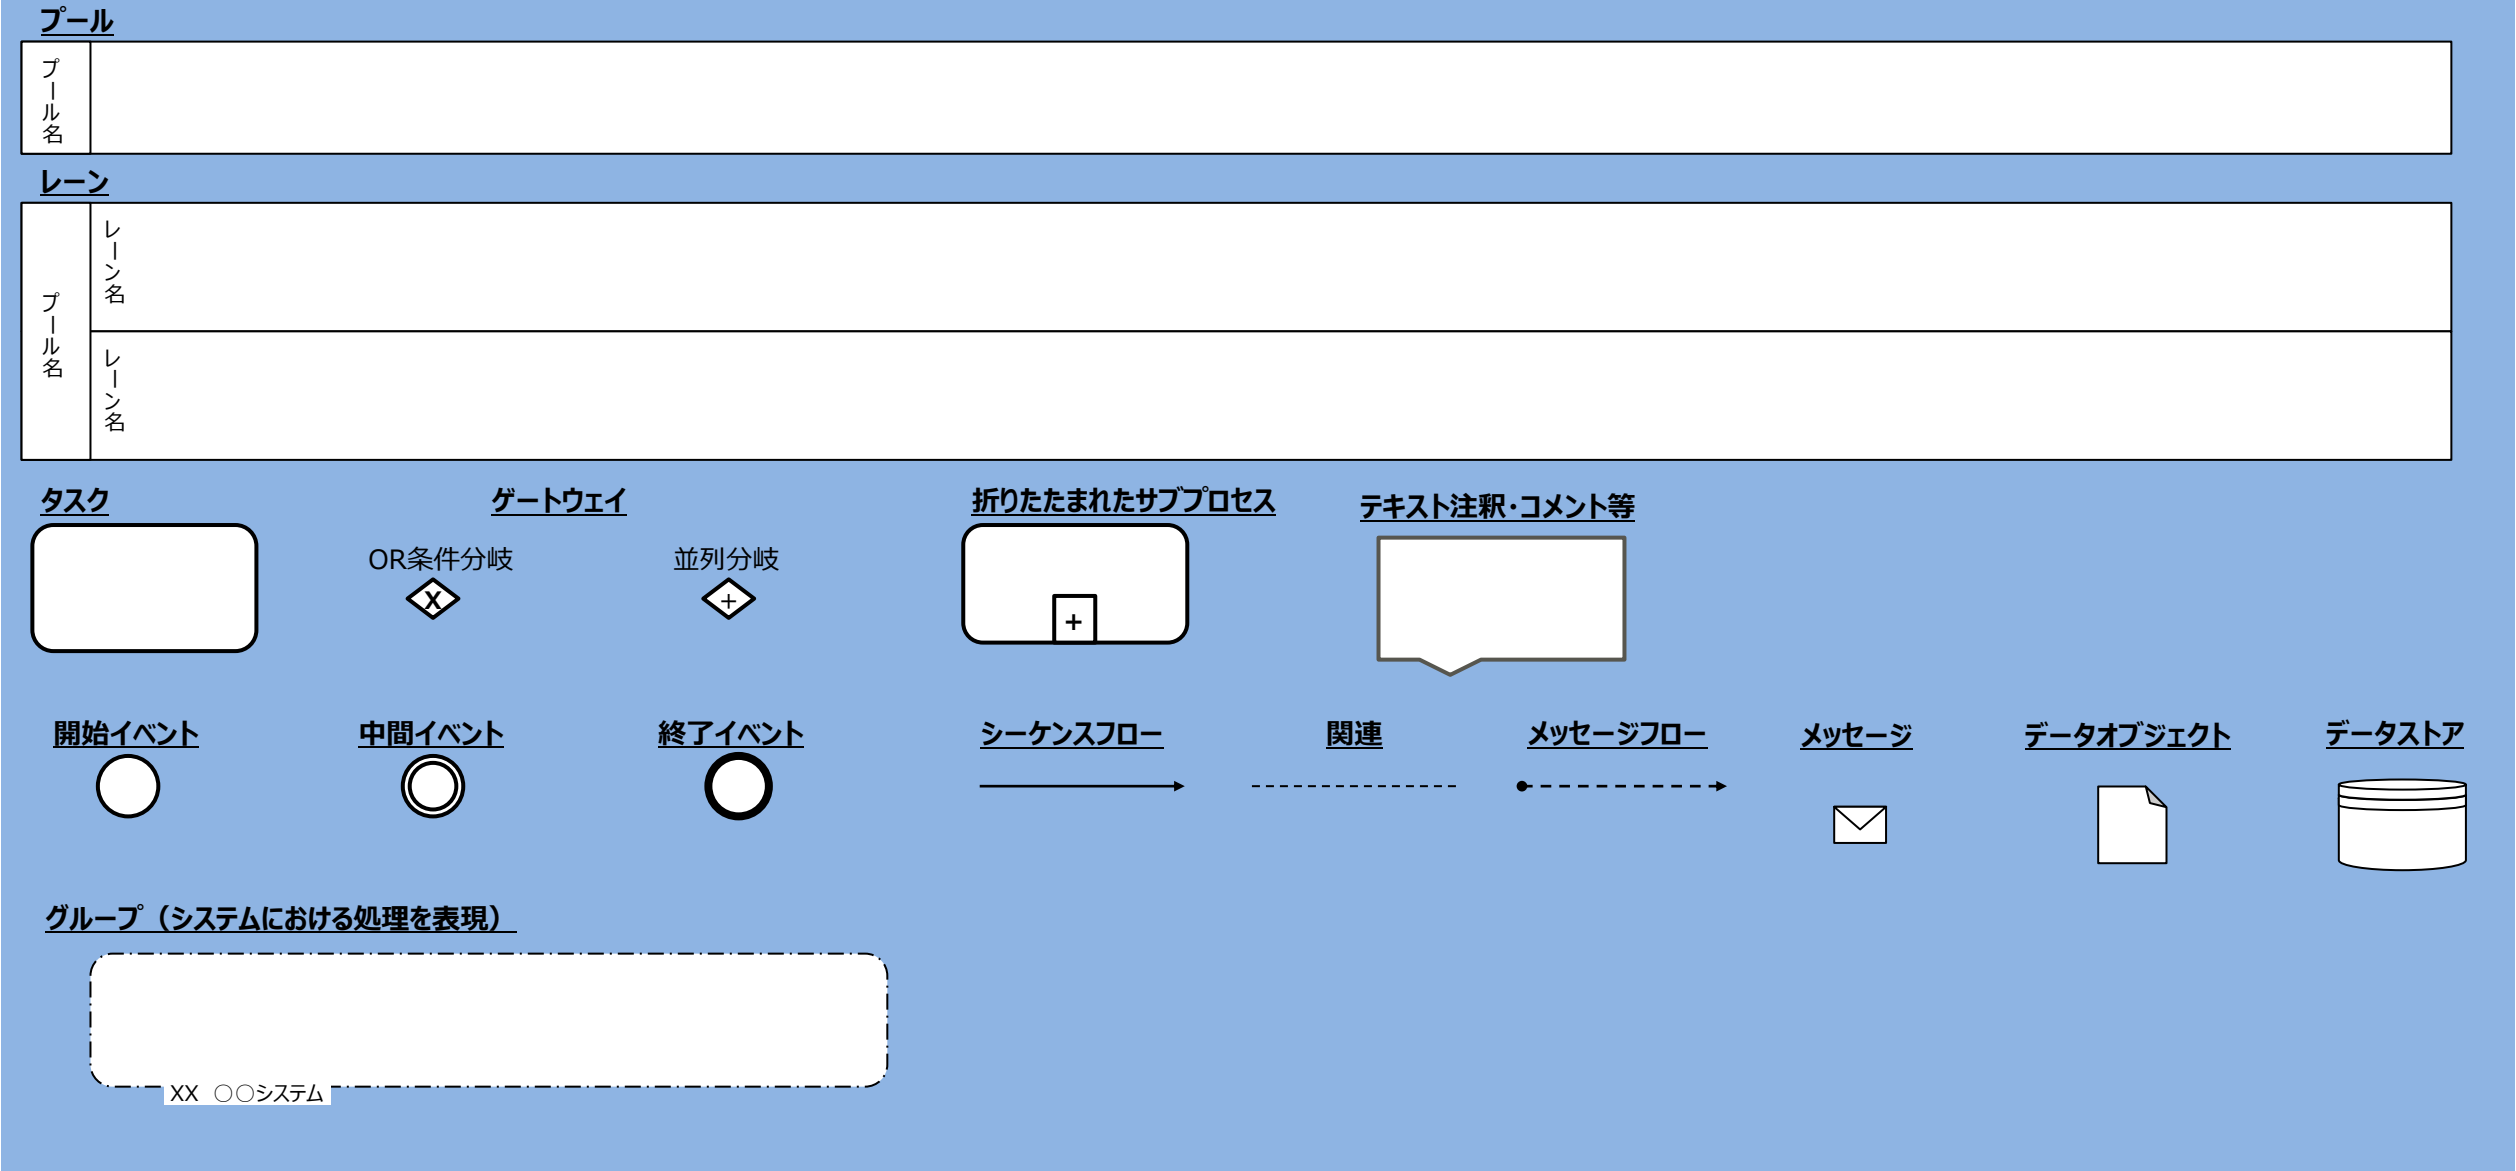 プール
プール名
レーン
プール名
レーン名
レーン名
タスク
ゲートウェイ
折りたたまれたサブプロセス
テキスト注釈・コメント等
OR条件分岐
並列分岐
X
+
+
開始イベント
中間イベント
終了イベント
シーケンスフロー
関連
メッセージフロー
メッセージ
データオブジェクト
データストア
グループ（システムにおける処理を表現）
XX　○○システム